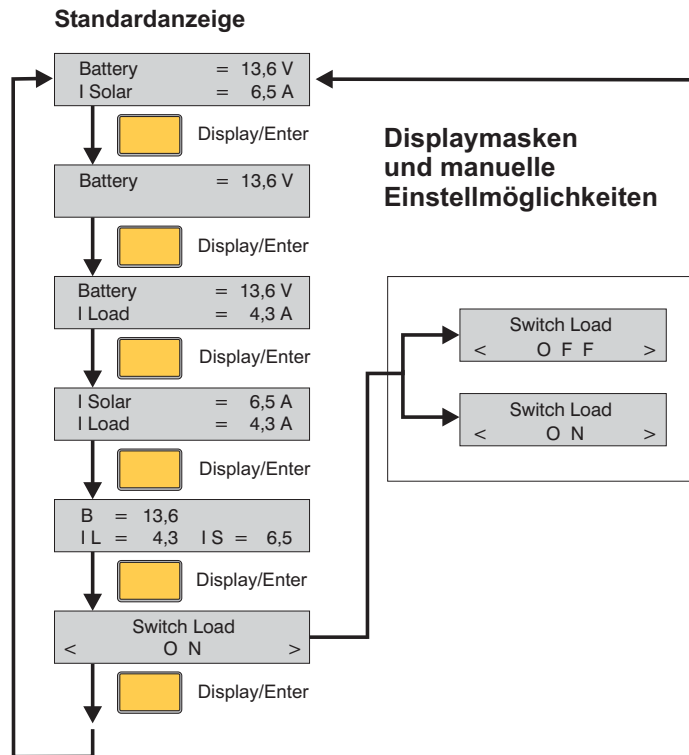 Standardanzeige
Battery = 13,6 V
I Solar = 6,5 A
Display/Enter
Displaymasken
und manuelle
Einstellmöglichkeiten
Battery = 13,6 V
Display/Enter
Battery = 13,6 V
I Load = 4,3 A
Display/Enter
Switch Load
< O F F >
Switch Load
< O N >
I Solar = 6,5 A
I Load = 4,3 A
Display/Enter
B = 13,6
I L = 4,3 I S = 6,5
Display/Enter
Switch Load
< O N >
Display/Enter